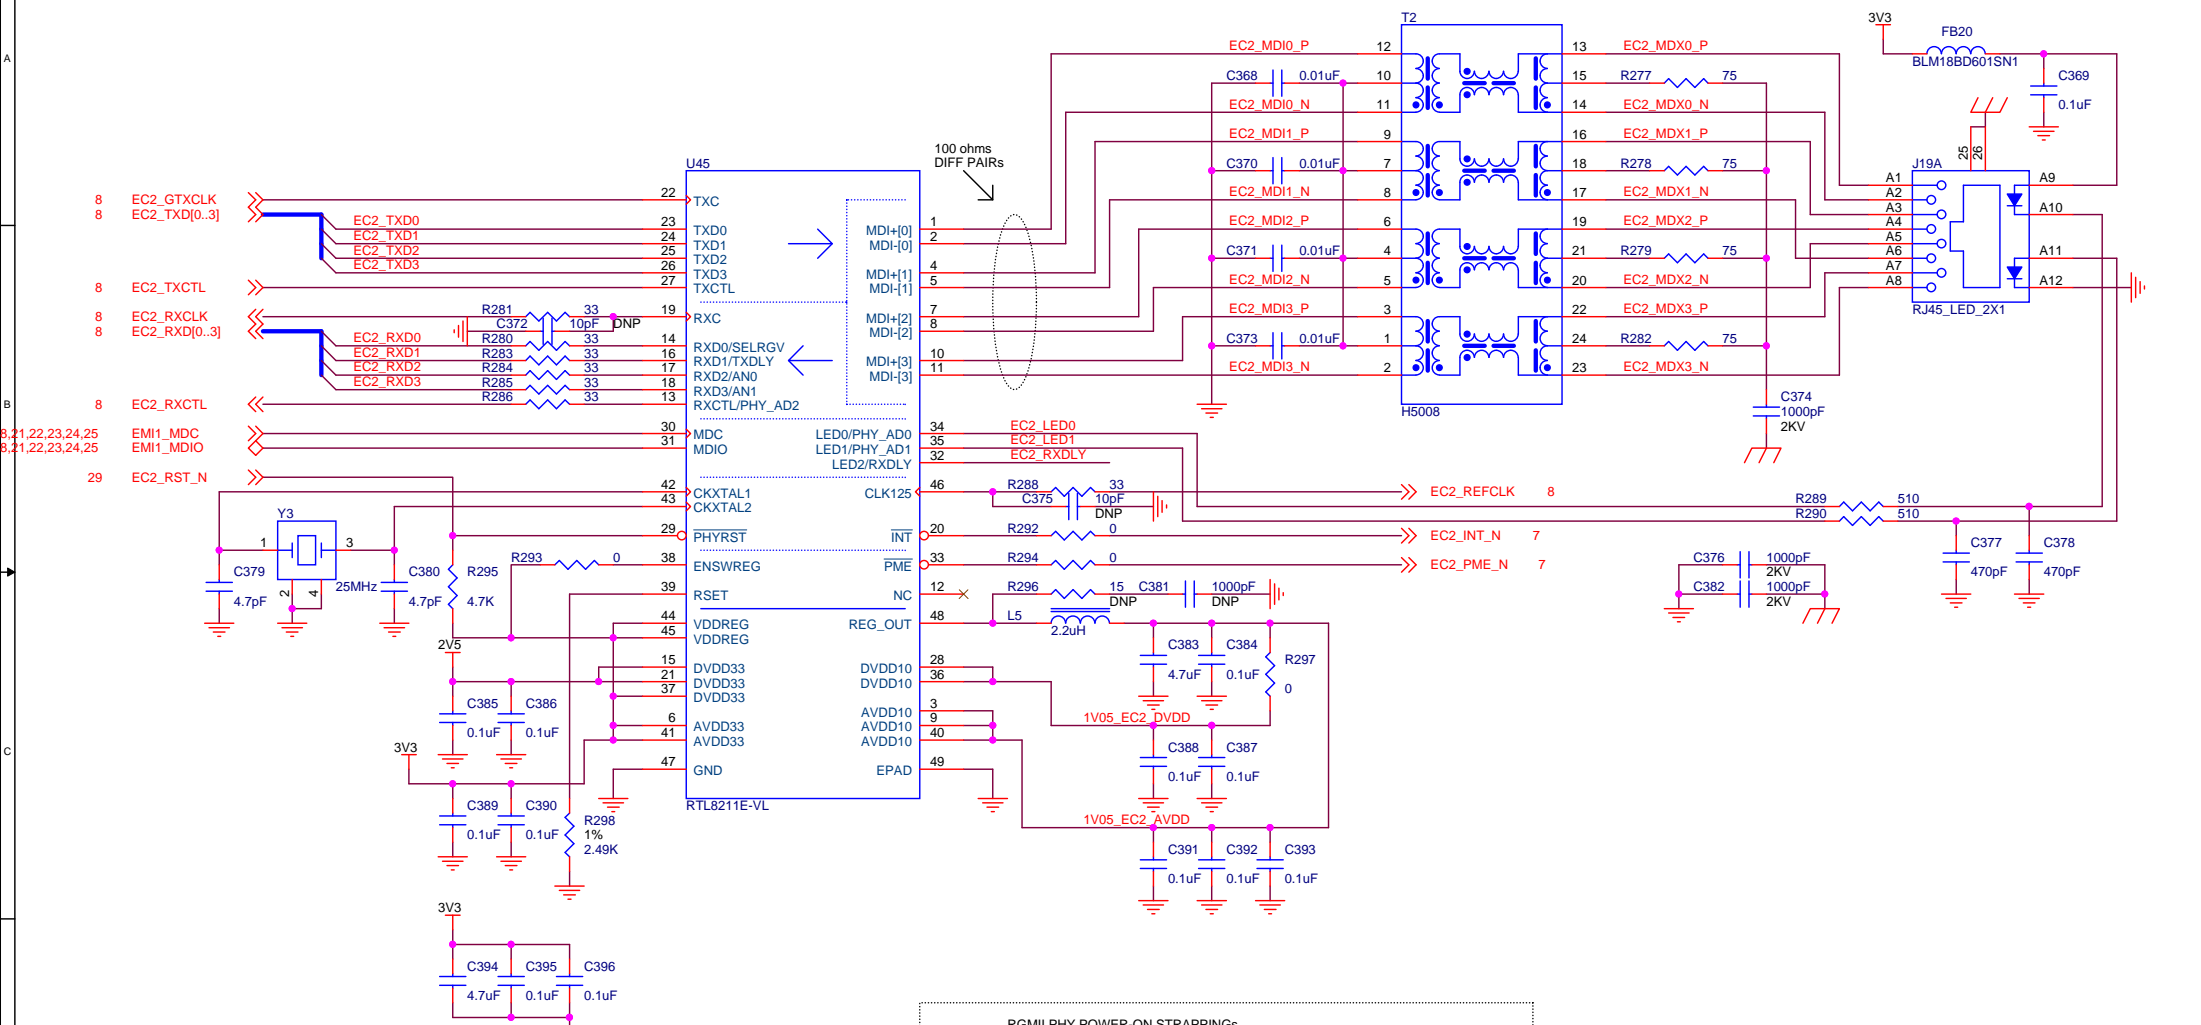 A
B
C
8 EC2_GTXCLK
8 EC2_TXD[0..3]
EC2_TXD0
EC2_TXD1
EC2_TXD2
EC2_TXD3
8 EC2_TXCTL
8 EC2_RXCLK
8 EC2_RXD[0..3]
EC2_RXD0
EC2_RXD1
EC2_RXD2
EC2_RXD3
8 EC2_RXCTL
8,21,22,23,24,25 EMI1_MDC
8,21,22,23,24,25 EMI1_MDIO
29 EC2_RST_N
R281 33
C372 10pF DNP
R280 33
R283 33
R284 33
R285 33
R286 33
Y3
1 3
2 4
25MHz
C379
4.7pF
C380
4.7pF
R295
4.7K
R293 0
2V5
C385
0.1uF
C386
0.1uF
3V3
C389
0.1uF
C390
0.1uF
R298
1%
2.49K
3V3
C394
4.7uF
C395
0.1uF
C396
0.1uF
U45
22 TXC
23 TXD0
24 TXD1
25 TXD2
26 TXD3
27 TXCTL
19 RXC
14 RXD0/SELRGV
16 RXD1/TXDLY
17 RXD2/AN0
18 RXD3/AN1
13 RXCTL/PHY_AD2
30 MDC
31 MDIO
42 CKXTAL1
43 CKXTAL2
29 PHYRST
38 ENSWREG
39 RSET
44 VDDREG
45 VDDREG
15 DVDD33
21 DVDD33
37 DVDD33
6 AVDD33
41 AVDD33
47 GND
RTL8211E-VL
MDI+[0] 1
MDI-[0] 2
MDI+[1] 4
MDI-[1] 5
MDI+[2] 7
MDI-[2] 8
MDI+[3] 10
MDI-[3] 11
LED0/PHY_AD0 34
LED1/PHY_AD1 35
LED2/RXDLY 32
CLK125 46
INT 20
PME 33
NC 12
REG_OUT 48
DVDD10 28
DVDD10 36
AVDD10 3
AVDD10 9
AVDD10 40
EPAD 49
100 ohms
DIFF PAIRs
EC2_LED0
EC2_LED1
EC2_RXDLY
R288 33
C375 10pF
DNP
EC2_REFCLK 8
R292 0
EC2_INT_N 7
R294 0
EC2_PME_N 7
R296 15
DNP
C381 1000pF
DNP
L5
2.2uH
C383
4.7uF
C384
0.1uF
R297
0
1V05_EC2_DVDD
C388
0.1uF
C387
0.1uF
1V05_EC2_AVDD
C391
0.1uF
C392
0.1uF
C393
0.1uF
EC2_MDI0_P
C368 0.01uF
EC2_MDI0_N
EC2_MDI1_P
C370 0.01uF
EC2_MDI1_N
EC2_MDI2_P
C371 0.01uF
EC2_MDI2_N
EC2_MDI3_P
C373 0.01uF
EC2_MDI3_N
T2
12 13
10 15
11 14
9 16
7 18
8 17
6 19
4 21
5 20
3 22
1 24
2 23
H5008
EC2_MDX0_P
R277 75
EC2_MDX0_N
EC2_MDX1_P
R278 75
EC2_MDX1_N
EC2_MDX2_P
R279 75
EC2_MDX2_N
EC2_MDX3_P
R282 75
EC2_MDX3_N
C374
1000pF
2KV
3V3
FB20
BLM18BD601SN1
C369
0.1uF
25
26
J19A
A1
A2
A3
A4
A5
A6
A7
A8
A9
A10
A11
A12
RJ45_LED_2X1
R289 510
R290 510
C376 1000pF
2KV
C382 1000pF
2KV
C377
470pF
C378
470pF
RGMII PHY POWER-ON STRAPPINGs